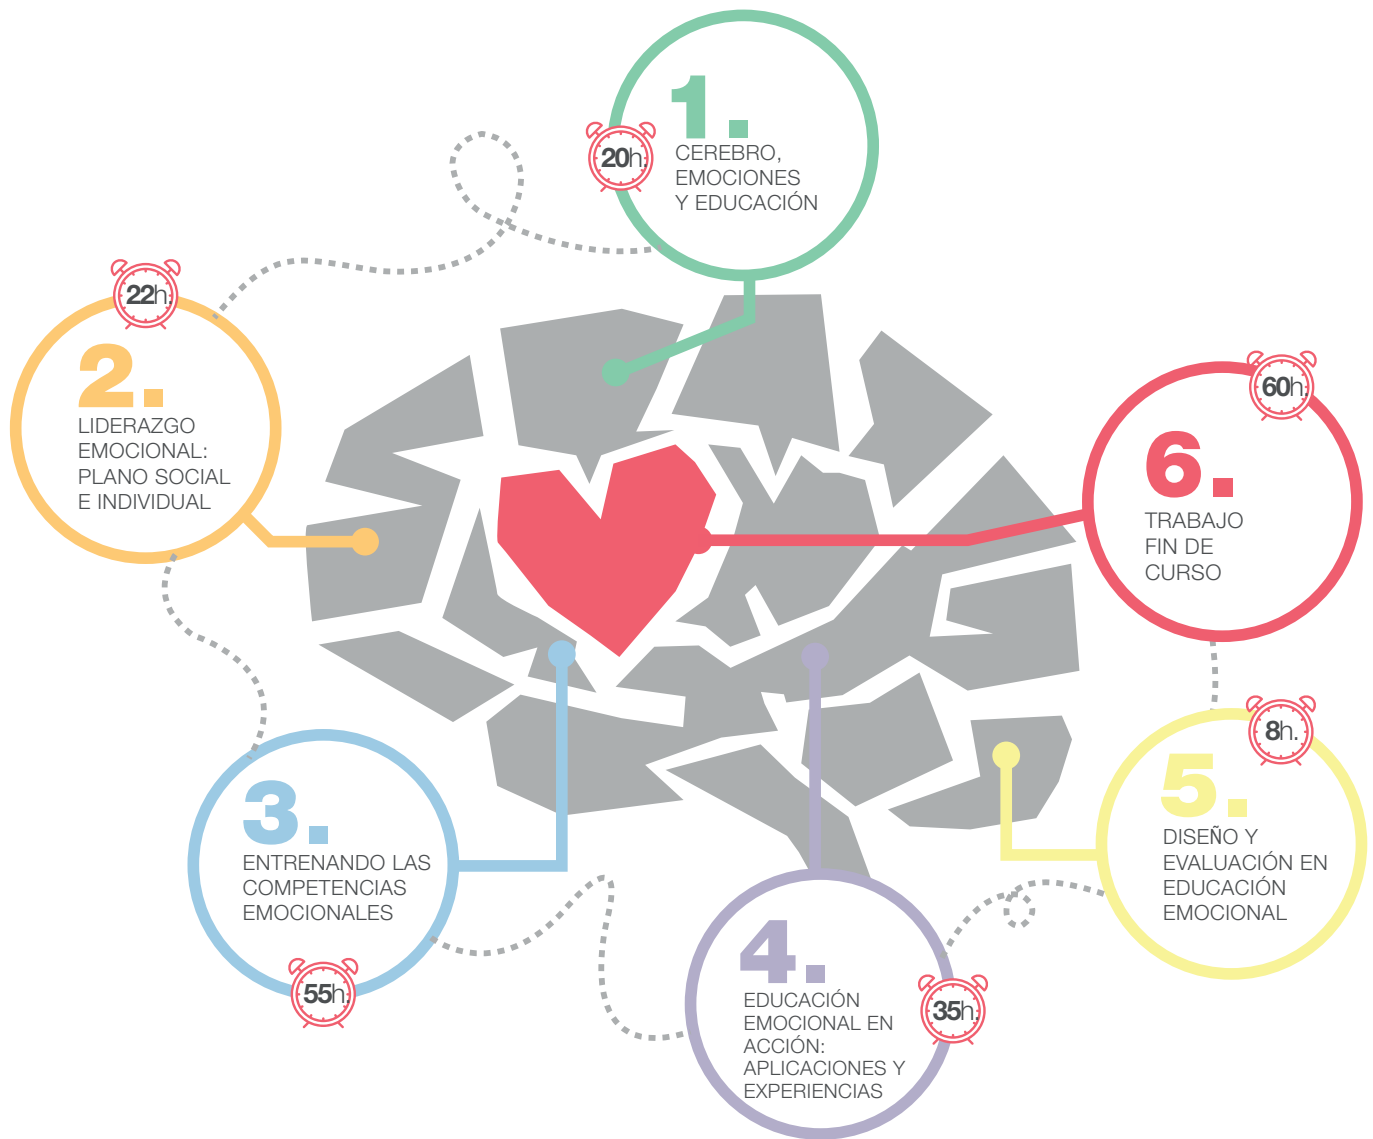 1.
20h.
CEREBRO,
EMOCIONES
Y EDUCACIÓN
22h.
2.
LIDERAZGO
EMOCIONAL:
PLANO SOCIAL
E INDIVIDUAL
60h.
6.
TRABAJO
FIN DE
CURSO
3.
ENTRENANDO LAS
COMPETENCIAS
EMOCIONALES
55h.
8h.
5.
DISEÑO Y
EVALUACIÓN EN
EDUCACIÓN
EMOCIONAL
4.
EDUCACIÓN
EMOCIONAL EN
ACCIÓN:
APLICACIONES Y
EXPERIENCIAS
35h.